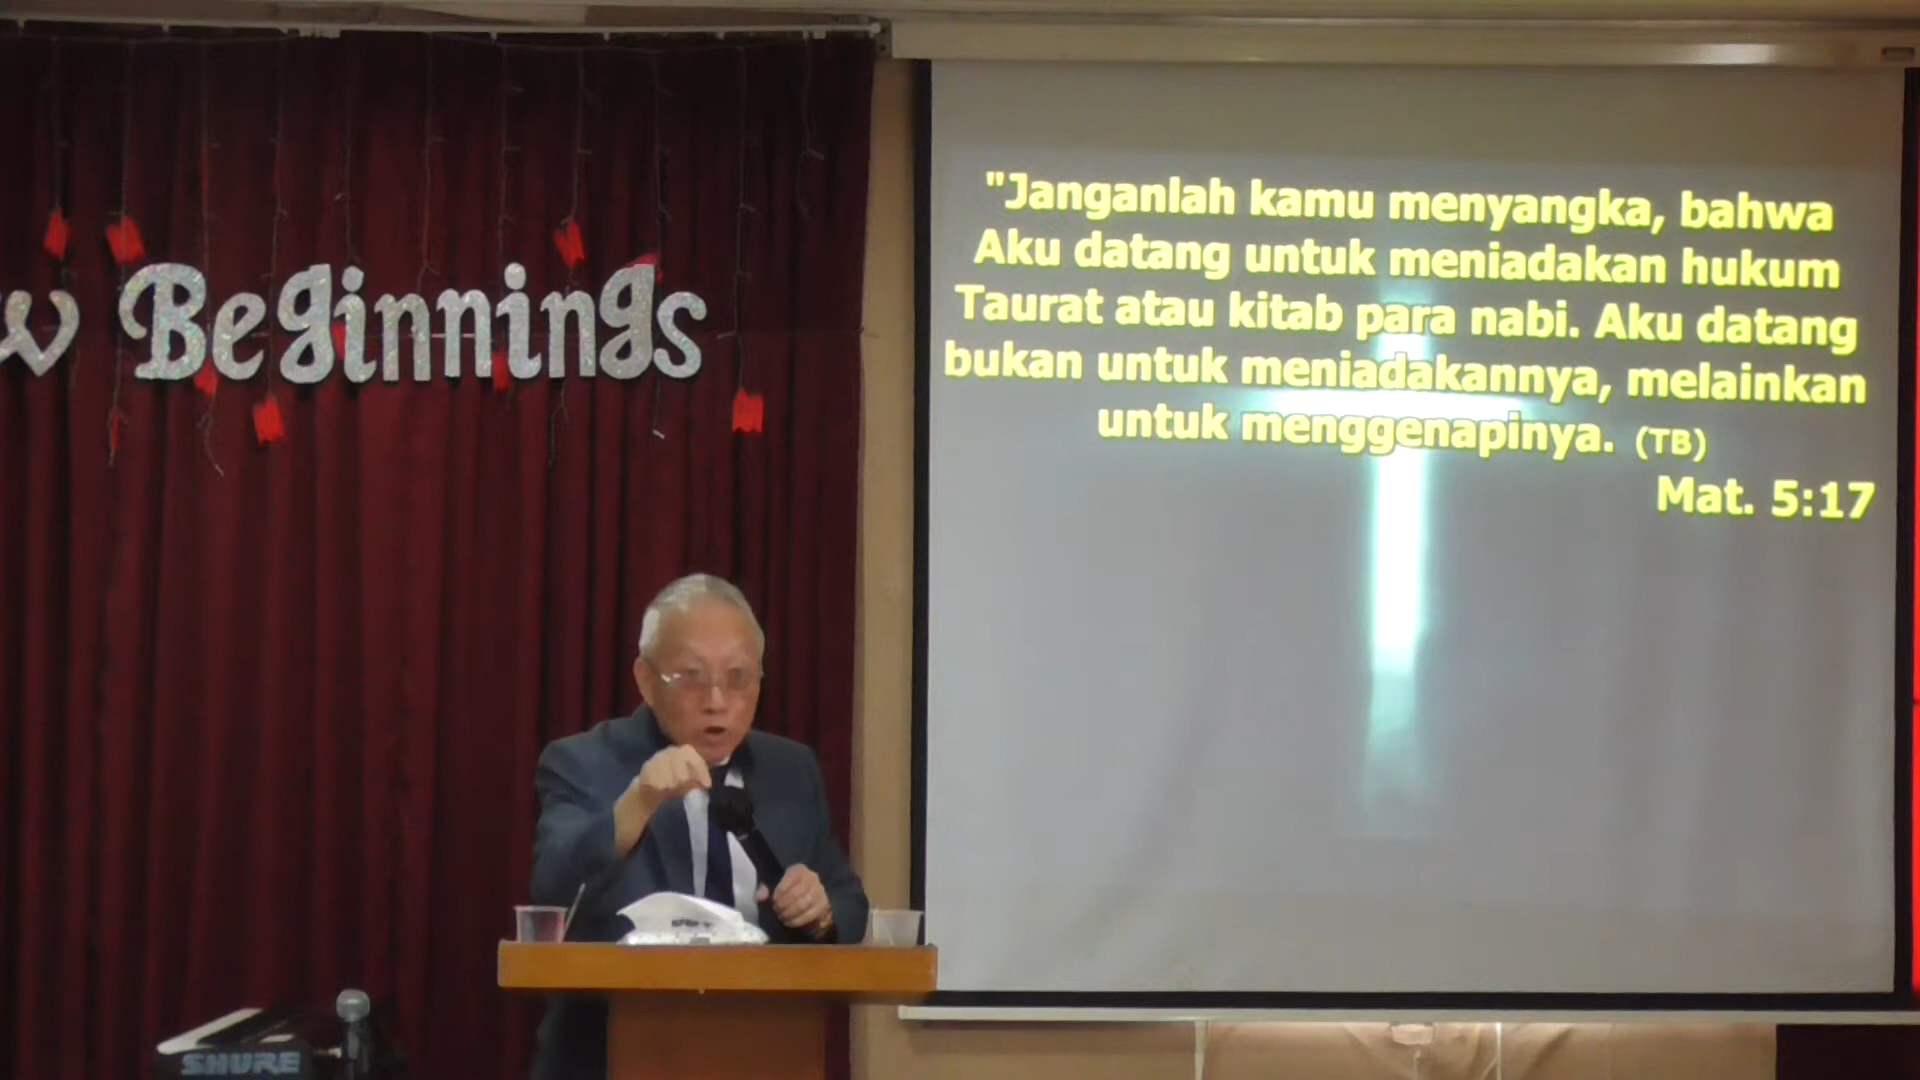 w Beginnings
"Janganlah kamu menyangka, bahwa
Aku datang untuk meniadakan hukum
Taurat atau kitab para nabi. Aku datang
bukan untuk meniadakannya, melainkan
untuk menggenapinya. (TB)
Mat. 5:17
SHURE